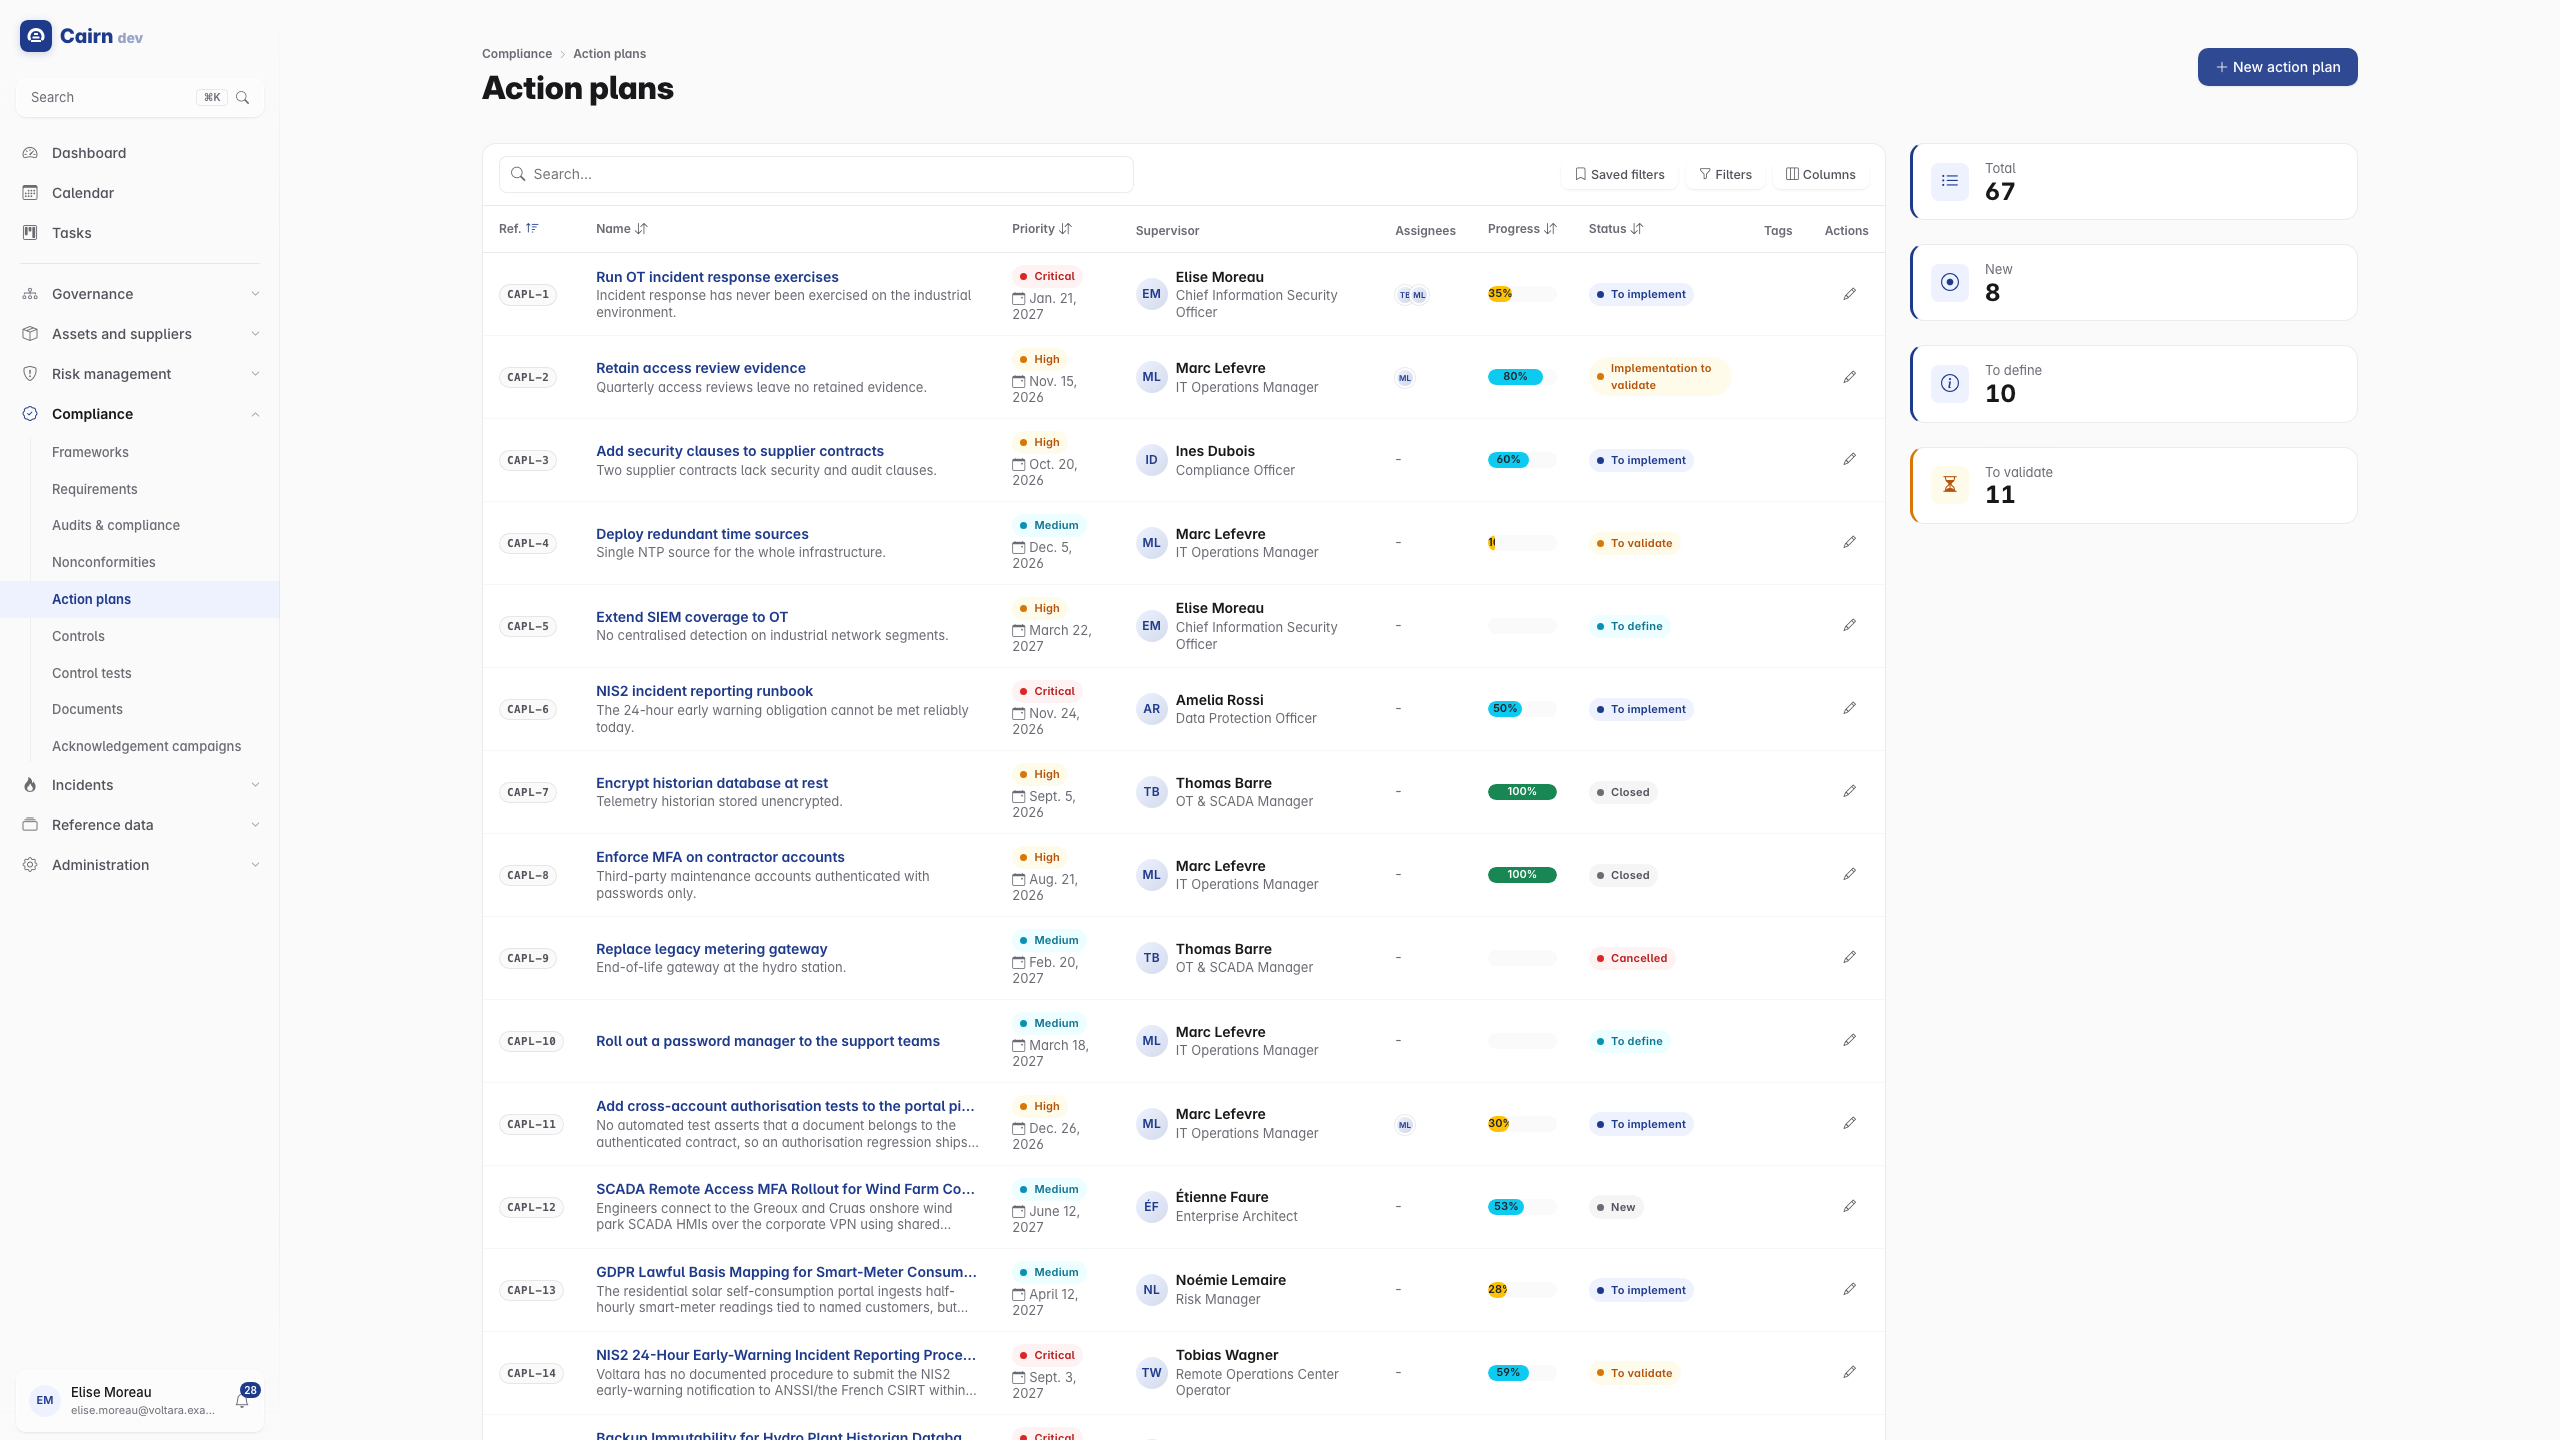 Cairn dev
Search ⌘K
Dashboard
Calendar
Tasks
Governance
Assets and suppliers
Risk management
Compliance
Frameworks
Requirements
Audits & compliance
Nonconformities
Action plans
Controls
Control tests
Documents
Acknowledgement campaigns
Incidents
Reference data
Administration
EM
Elise Moreau
elise.moreau@voltara.exa...
28
Compliance > Action plans
Action plans
+ New action plan
Search...
Saved filters
Filters
Columns
Ref. Name Priority Supervisor Assignees Progress Status Tags Actions
CAPL-1
Run OT incident response exercises
Incident response has never been exercised on the industrial
environment.
Critical
Jan. 21,
2027
EM
Elise Moreau
Chief Information Security
Officer
ML
35%
To implement
CAPL-2
Retain access review evidence
Quarterly access reviews leave no retained evidence.
High
Nov. 15,
2026
ML
Marc Lefevre
IT Operations Manager
ML
80%
Implementation to
validate
CAPL-3
Add security clauses to supplier contracts
Two supplier contracts lack security and audit clauses.
High
Oct. 20,
2026
ID
Ines Dubois
Compliance Officer
-
60%
To implement
CAPL-4
Deploy redundant time sources
Single NTP source for the whole infrastructure.
Medium
Dec. 5,
2026
ML
Marc Lefevre
IT Operations Manager
-
To validate
CAPL-5
Extend SIEM coverage to OT
No centralised detection on industrial network segments.
High
March 22,
2027
EM
Elise Moreau
Chief Information Security
Officer
-
To define
CAPL-6
NIS2 incident reporting runbook
The 24-hour early warning obligation cannot be met reliably
today.
Critical
Nov. 24,
2026
AR
Amelia Rossi
Data Protection Officer
-
50%
To implement
CAPL-7
Encrypt historian database at rest
Telemetry historian stored unencrypted.
High
Sept. 5,
2026
TB
Thomas Barre
OT & SCADA Manager
-
100%
Closed
CAPL-8
Enforce MFA on contractor accounts
Third-party maintenance accounts authenticated with
passwords only.
High
Aug. 21,
2026
ML
Marc Lefevre
IT Operations Manager
-
100%
Closed
CAPL-9
Replace legacy metering gateway
End-of-life gateway at the hydro station.
Medium
Feb. 20,
2027
TB
Thomas Barre
OT & SCADA Manager
-
Cancelled
CAPL-10
Roll out a password manager to the support teams
Medium
March 18,
2027
ML
Marc Lefevre
IT Operations Manager
-
To define
CAPL-11
Add cross-account authorisation tests to the portal pi...
No automated test asserts that a document belongs to the
authenticated contract, so an authorisation regression ships...
High
Dec. 26,
2026
ML
Marc Lefevre
IT Operations Manager
ML
30%
To implement
CAPL-12
SCADA Remote Access MFA Rollout for Wind Farm Co...
Engineers connect to the Greoux and Cruas onshore wind
park SCADA HMIs over the corporate VPN using shared...
Medium
June 12,
2027
ÉF
Étienne Faure
Enterprise Architect
-
53%
New
CAPL-13
GDPR Lawful Basis Mapping for Smart-Meter Consum...
The residential solar self-consumption portal ingests half-
hourly smart-meter readings tied to named customers, but...
Medium
April 12,
2027
NL
Noémie Lemaire
Risk Manager
-
28%
To implement
CAPL-14
NIS2 24-Hour Early-Warning Incident Reporting Proce...
Voltara has no documented procedure to submit the NIS2
early-warning notification to ANSSI/the French CSIRT within...
Critical
Sept. 3,
2027
TW
Tobias Wagner
Remote Operations Center
Operator
-
59%
To validate
Backup Immutability for Hydro Plant Historian Databa...
Critical
Total
67
New
8
To define
10
To validate
11